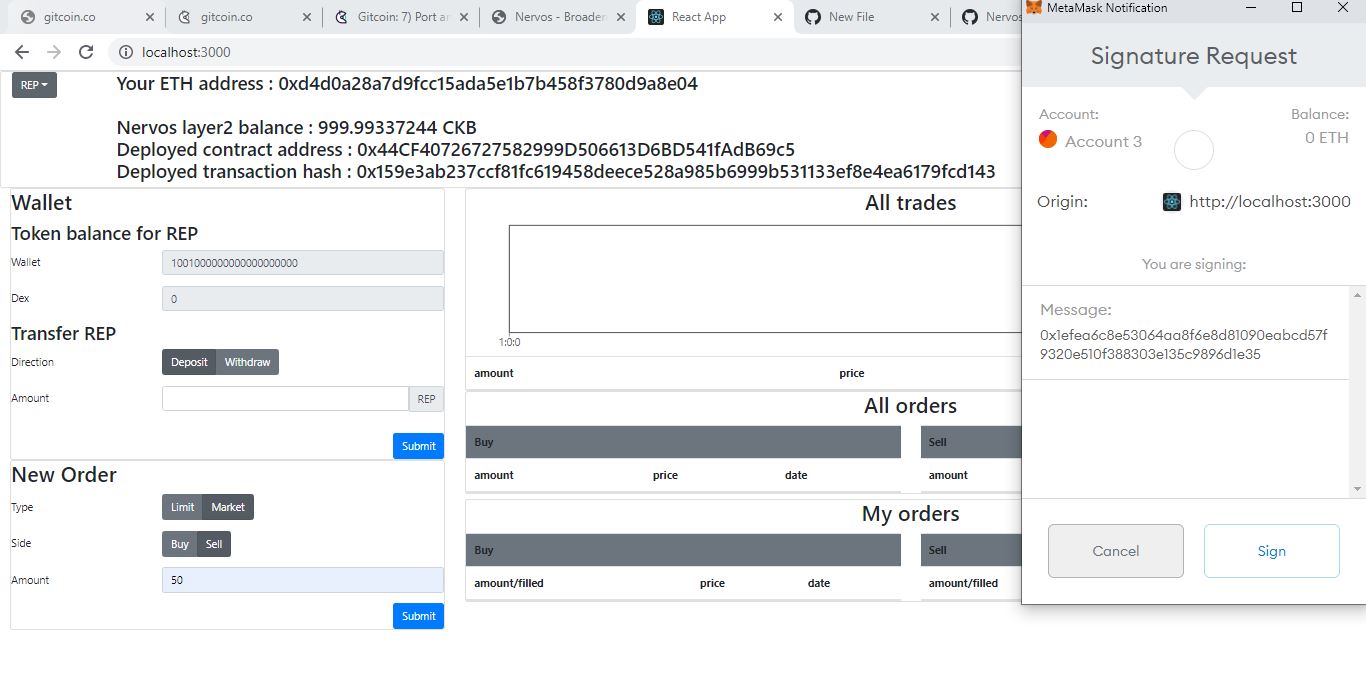 gitcoin.co
gitcoin.co
Gitcoin: 7) Port a
Nervos - Broade
React App
New File
Nervos
MetaMask Notification
localhost:3000
REP
Your ETH address : 0xd4d0a28a7d9fcc15ada5e1b7b458f3780d9a8e04
Nervos layer2 balance : 999.99337244 CKB
Deployed contract address : 0x44CF40726727582999D506613D6BD541fAdB69c5
Deployed transaction hash : 0x159e3ab237ccf81fc619458deece528a985b6999b531133ef8e4ea6179fcd143
Wallet
Token balance for REP
Wallet
1001000000000000000000
Dex
0
Transfer REP
Direction
Deposit
Withdraw
Amount
REP
Submit
New Order
Type
Limit
Market
Side
Buy
Sell
Amount
50
Submit
All trades
1:0:0
amount
price
All orders
Buy
Sell
amount
price
date
amount
My orders
Buy
Sell
amount/filled
price
date
amount/filled
Signature Request
Account:
Balance:
Account 3
0 ETH
Origin:
http://localhost:3000
You are signing:
Message:
0x1efea6c8e53064aa8f6e8d81090eabcd57f
9320e510f388303e135c9896d1e35
Cancel
Sign